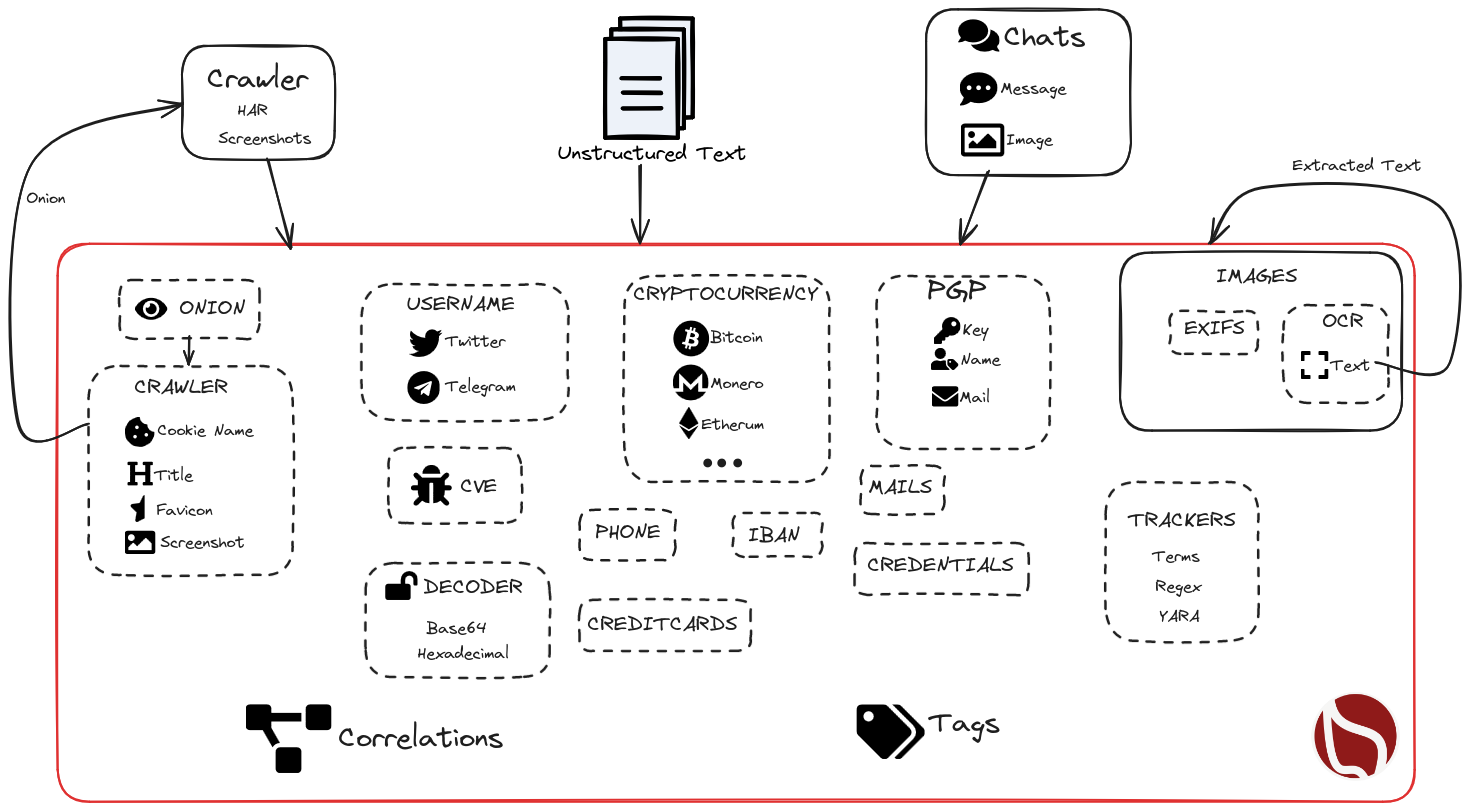 Crawler
HAR
Screenshots
Unstructured Text
Chats
Message
Image
Extracted Text
Onion
ONION
CRAWLER
Cookie Name
Title
Favicon
Screenshot
USERNAME
Twitter
Telegram
CVE
DECODER
Base64
Hexadecimal
CRYPTOCURRENCY
Bitcoin
Monero
Etherum
PHONE
IBAN
CREDITCARDS
PGP
Key
Name
Mail
MAILS
CREDENTIALS
IMAGES
EXIFS
OCR
Text
TRACKERS
Terms
Regex
YARA
Correlations
Tags